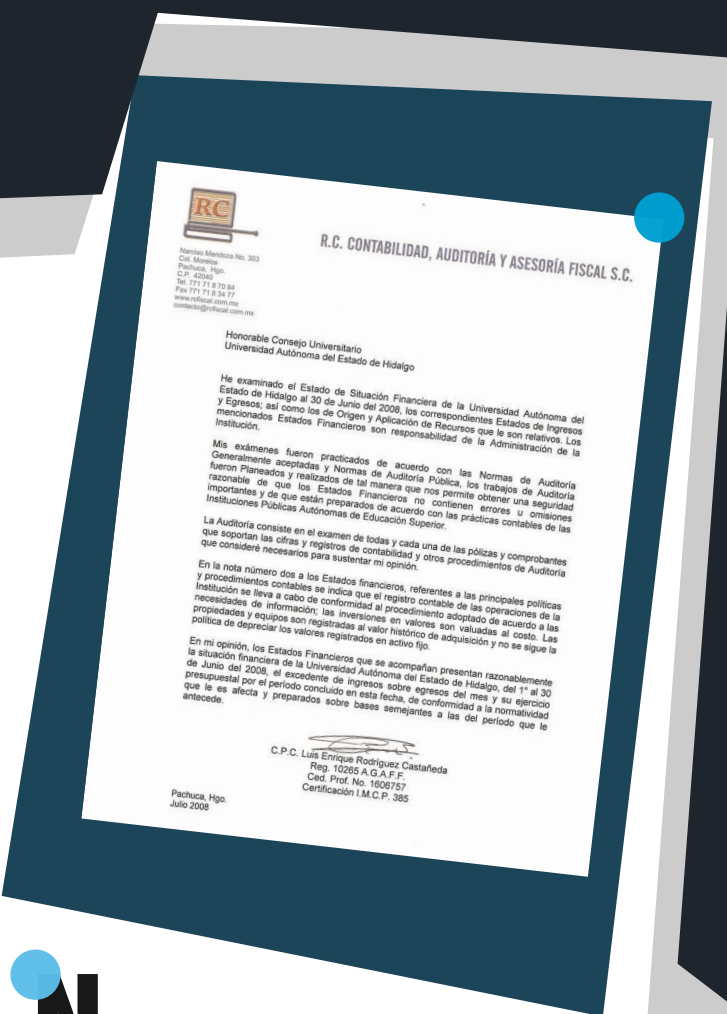 RC
R.C. CONTABILIDAD, AUDITORÍA Y ASESORÍA FISCAL S.C.
Narciso Mendoza No. 303
Col. Morelos
Pachuca, Hgo.
C.P. 42040
Tel. 771 71 8 70 84
Fax 771 71 8 34 77
www.rcfiscal.com.mx
contacto@rcfiscal.com.mx
Honorable Consejo Universitario
Universidad Autónoma del Estado de Hidalgo
He examinado el Estado de Situación Financiera de la Universidad Autónoma del
Estado de Hidalgo al 30 de Junio del 2008, los correspondientes Estados de Ingresos
y Egresos; así como los de Origen y Aplicación de Recursos que le son relativos. Los
mencionados Estados Financieros son responsabilidad de la Administración de la
Institución.
Mis exámenes fueron practicados de acuerdo con las Normas de Auditoría
Generalmente aceptadas y Normas de Auditoría Pública, los trabajos de Auditoría
fueron Planeados y realizados de tal manera que nos permite obtener una seguridad
razonable de que los Estados Financieros no contienen errores u omisiones
importantes y de que están preparados de acuerdo con las prácticas contables de las
Instituciones Públicas Autónomas de Educación Superior.
La Auditoría consiste en el examen de todas y cada una de las pólizas y comprobantes
que soportan las cifras y registros de contabilidad y otros procedimientos de Auditoría
que consideré necesarios para sustentar mi opinión.
En la nota número dos a los Estados financieros, referentes a las principales políticas
y procedimientos contables se indica que el registro contable de las operaciones de la
Institución se lleva a cabo de conformidad al procedimiento adoptado de acuerdo a las
necesidades de información; las inversiones en valores son valuadas al costo. Las
propiedades y equipos son registradas al valor histórico de adquisición y no se sigue la
política de depreciar los valores registrados en activo fijo.
En mi opinión, los Estados Financieros que se acompañan presentan razonablemente
la situación financiera de la Universidad Autónoma del Estado de Hidalgo, del 1° al 30
de Junio del 2008, el excedente de ingresos sobre egresos del mes y su ejercicio
presupuestal por el período concluido en esta fecha, de conformidad a la normatividad
que le es afecta y preparados sobre bases semejantes a las del período que le
antecede.
C.P.C. Luis Enrique Rodríguez Castañeda
Reg. 10265 A.G.A.F.F.
Ced. Prof. No. 1606757
Certificación I.M.C.P. 385
Pachuca, Hgo.
Julio 2008